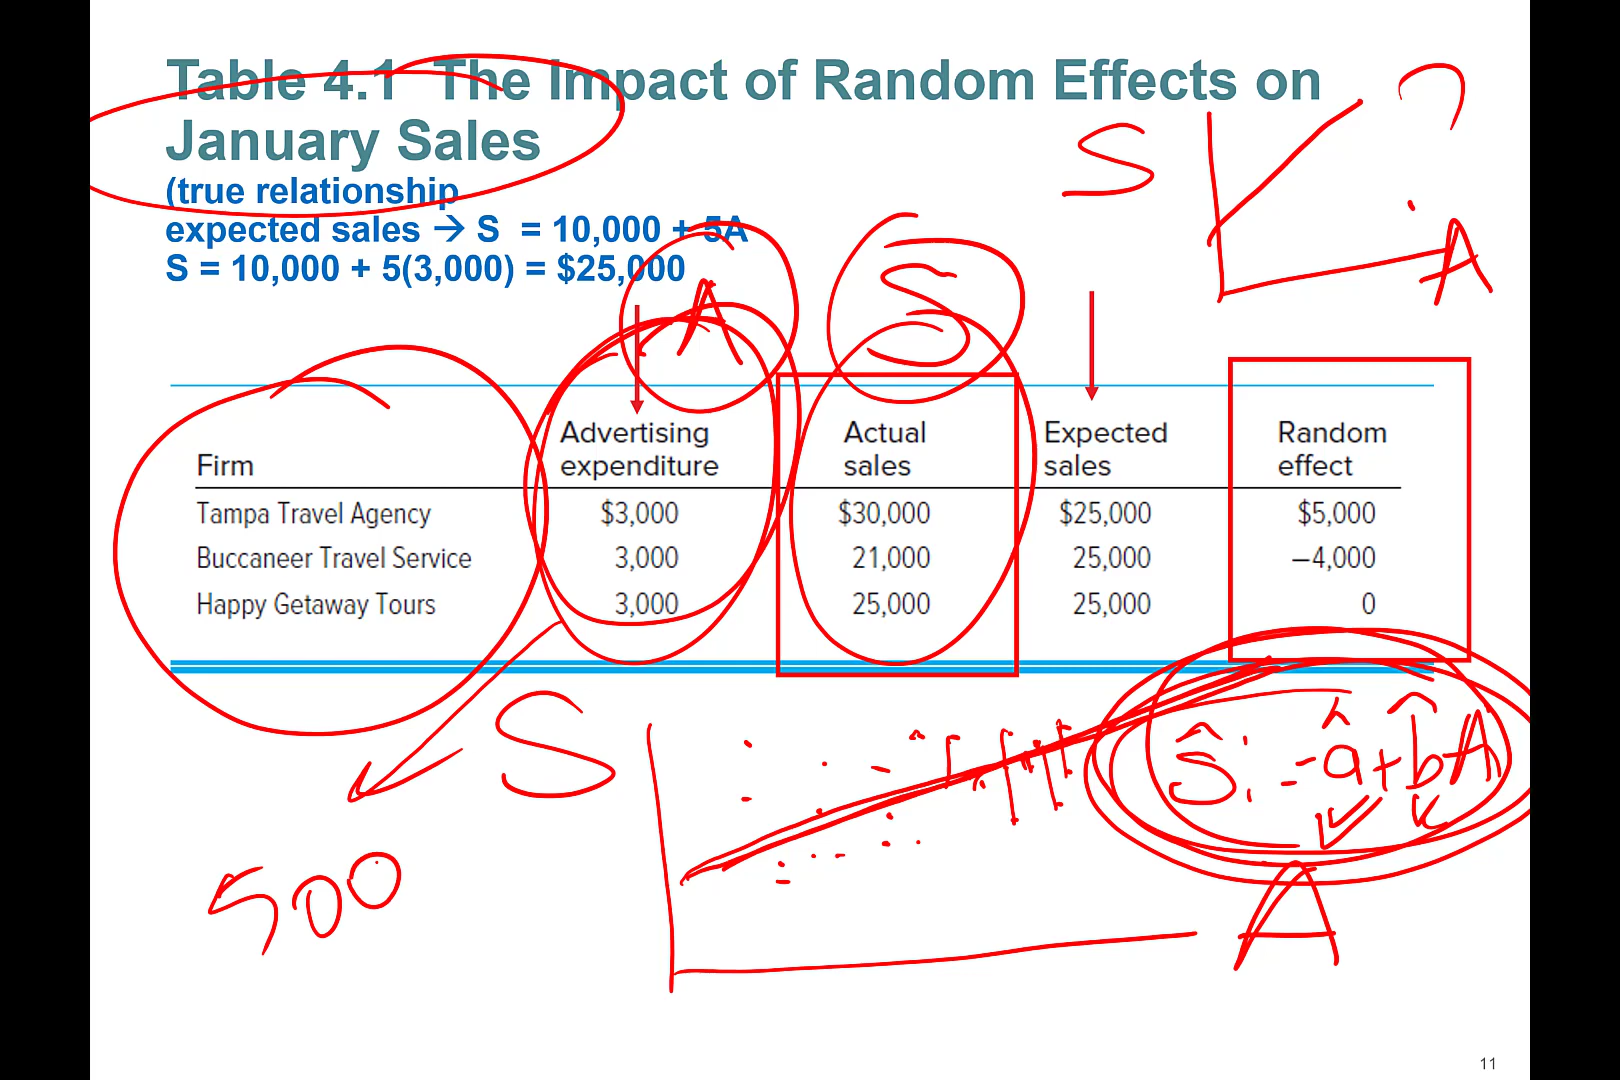 Table 4.1 The Impact of Random Effects on
January Sales
(true relationship
expected sales → S = 10,000 + 5A
S = 10,000 + 5(3,000) = $25,000
S
?
A
A
S
Firm Advertising expenditure Actual sales Expected sales Random effect
Tampa Travel Agency $3,000 $30,000 $25,000 $5,000
Buccaneer Travel Service 3,000 21,000 25,000 −4,000
Happy Getaway Tours 3,000 25,000 25,000 0
S
Ŝi = â + b̂A
500
A
11